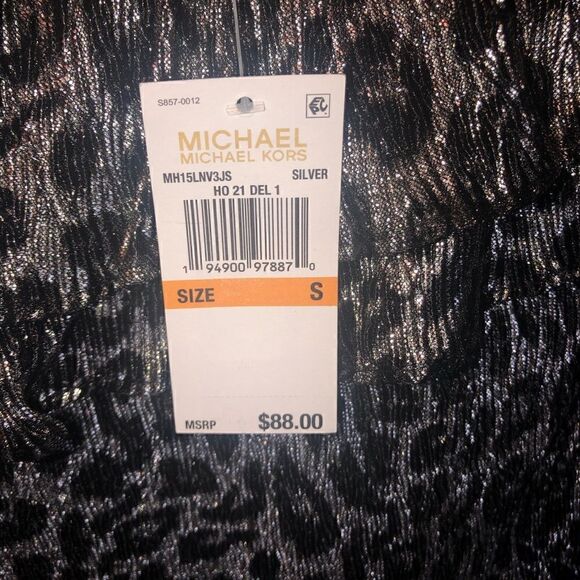 S857-0012
MICHAEL
MICHAEL KORS
MH15LNV3JS SILVER
HO 21 DEL 1
1 94900 97887 0
SIZE S
MSRP $88.00